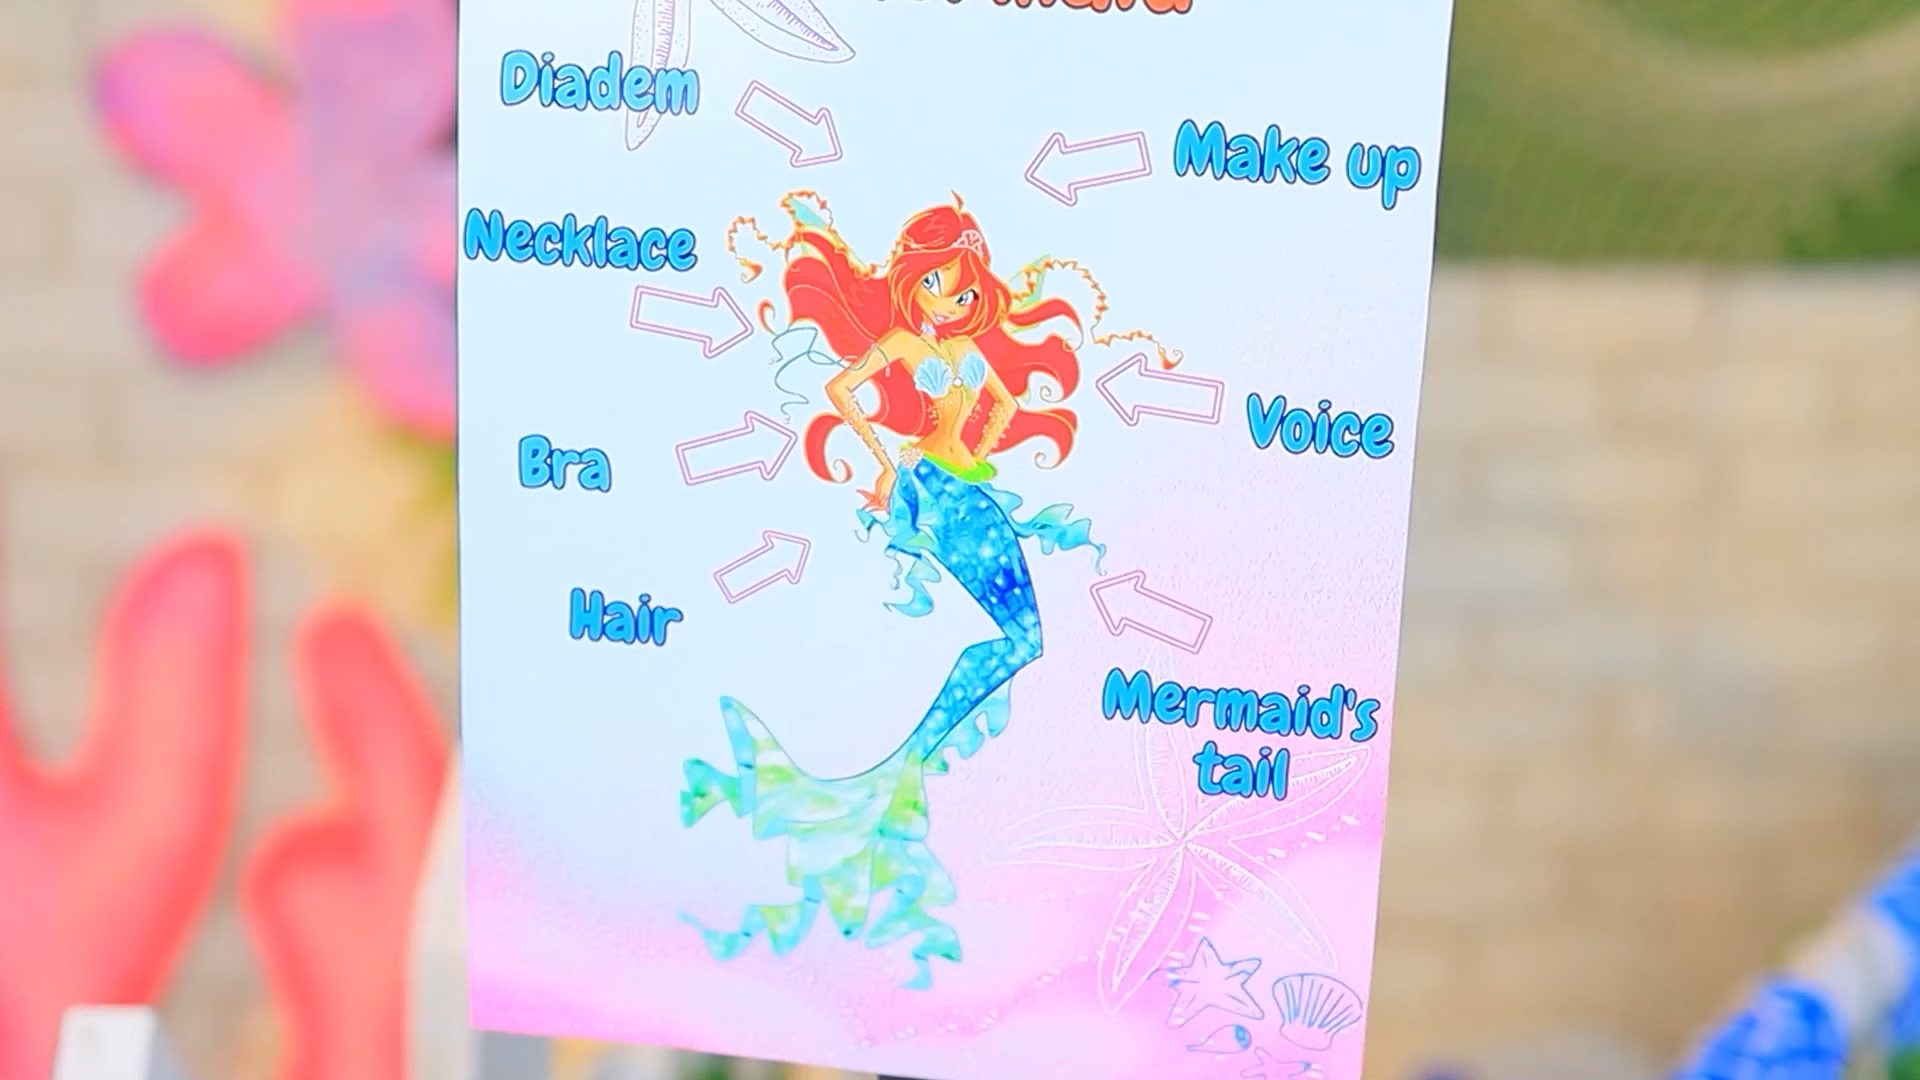 Diadem
Make up
Necklace
Voice
Bra
Hair
Mermaid's
tail